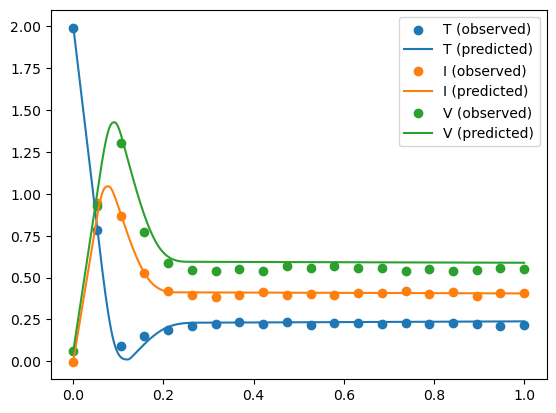 T (observed)
T (predicted)
I (observed)
I (predicted)
V (observed)
V (predicted)
2.00
1.75
1.50
1.25
1.00
0.75
0.50
0.25
0.00
0.0 0.2 0.4 0.6 0.8 1.0